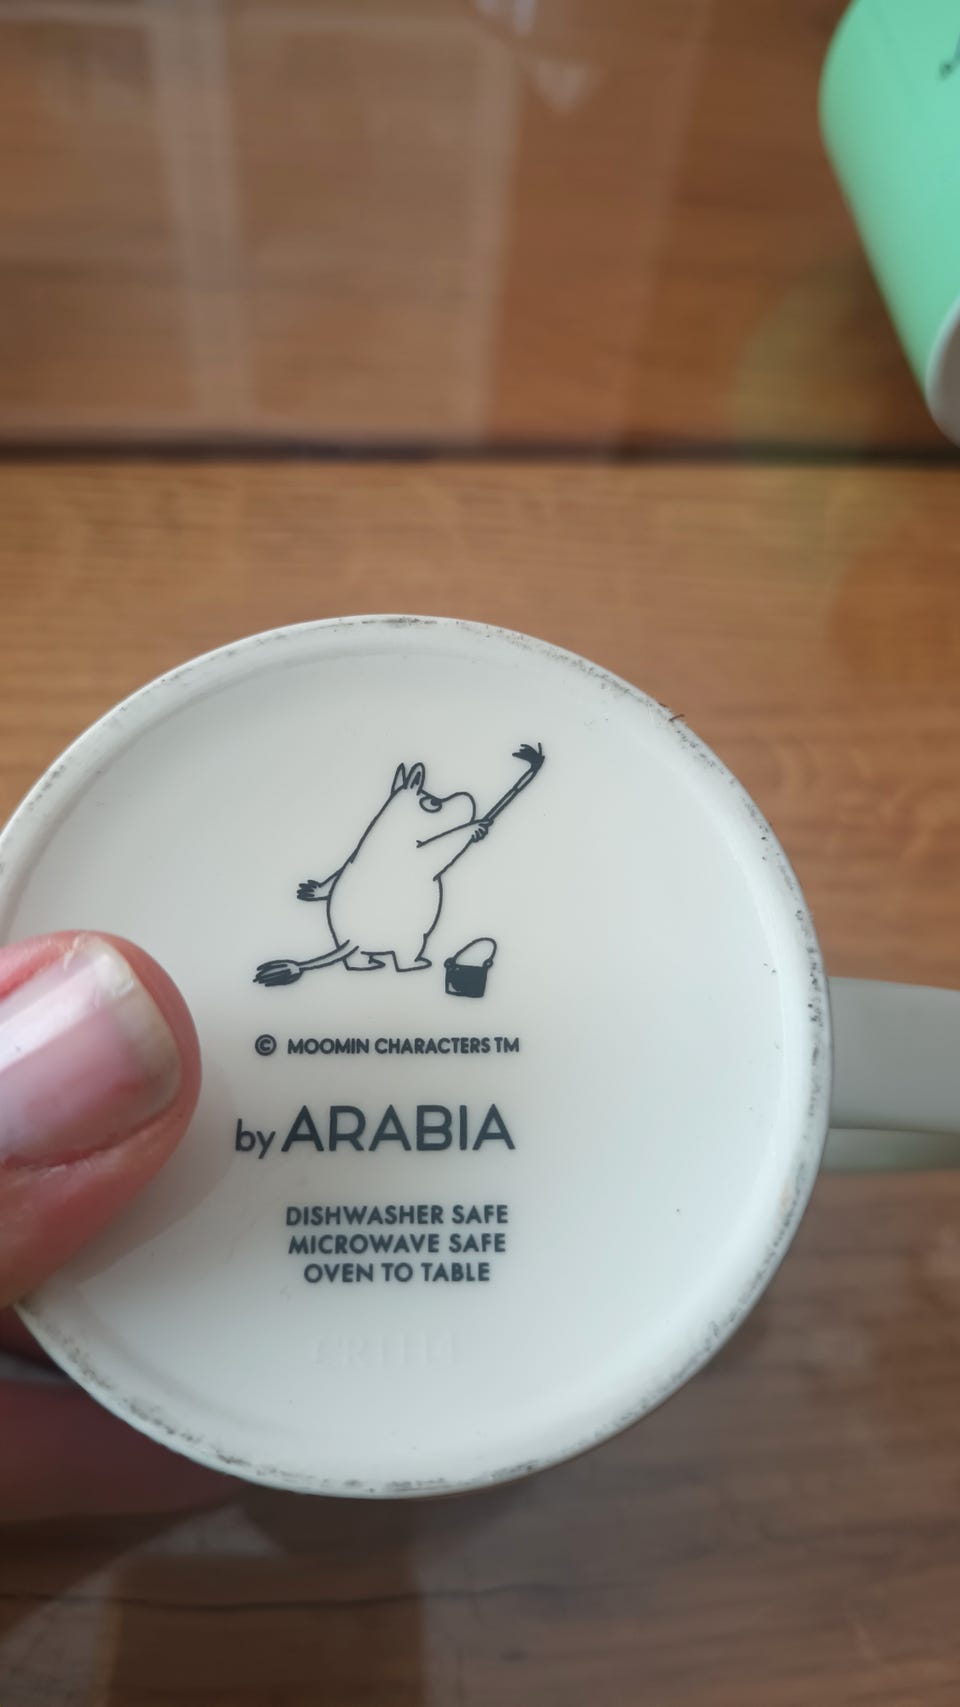 © MOOMIN CHARACTERS TM
by ARABIA
DISHWASHER SAFE
MICROWAVE SAFE
OVEN TO TABLE